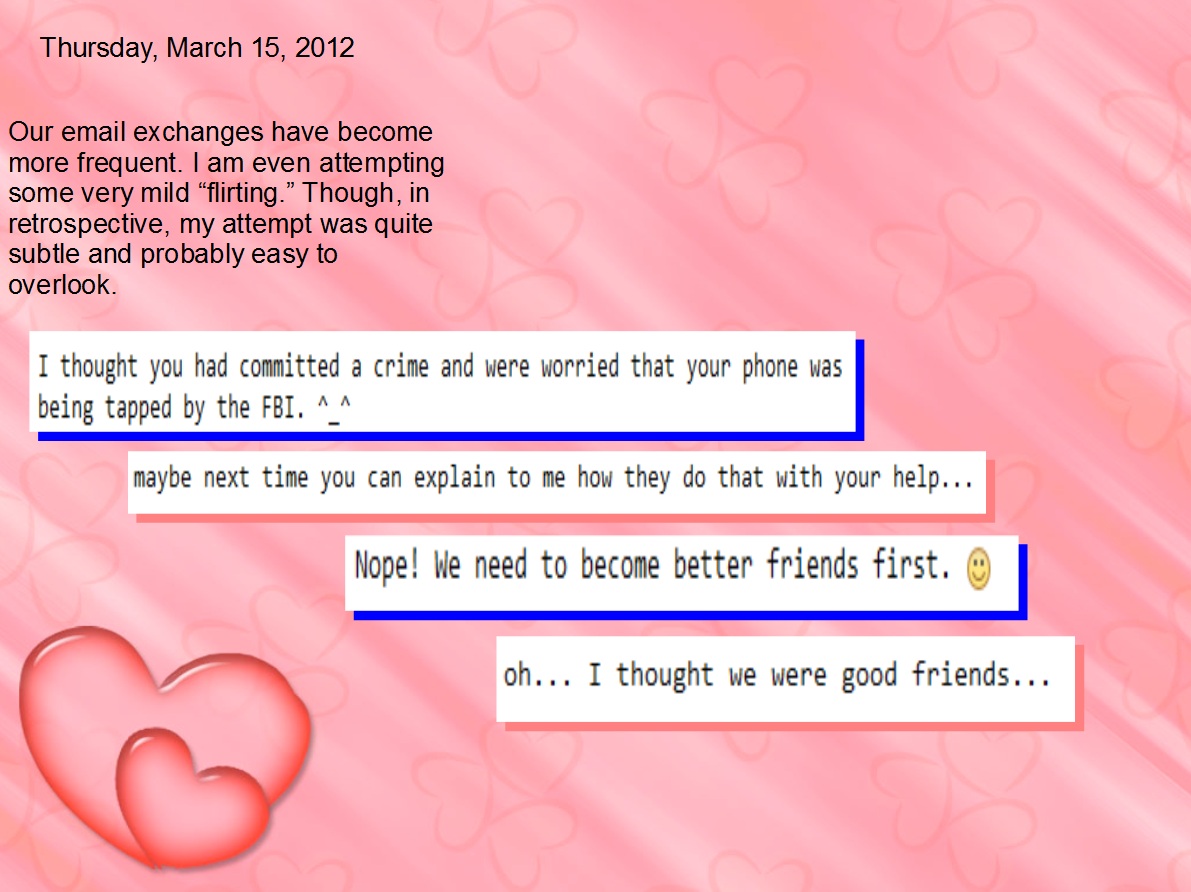 Thursday, March 15, 2012
Our email exchanges have become
more frequent. I am even attempting
some very mild “flirting.” Though, in
retrospective, my attempt was quite
subtle and probably easy to
overlook.
I thought you had committed a crime and were worried that your phone was
being tapped by the FBI. ^_^
maybe next time you can explain to me how they do that with your help...
Nope! We need to become better friends first.
oh... I thought we were good friends...